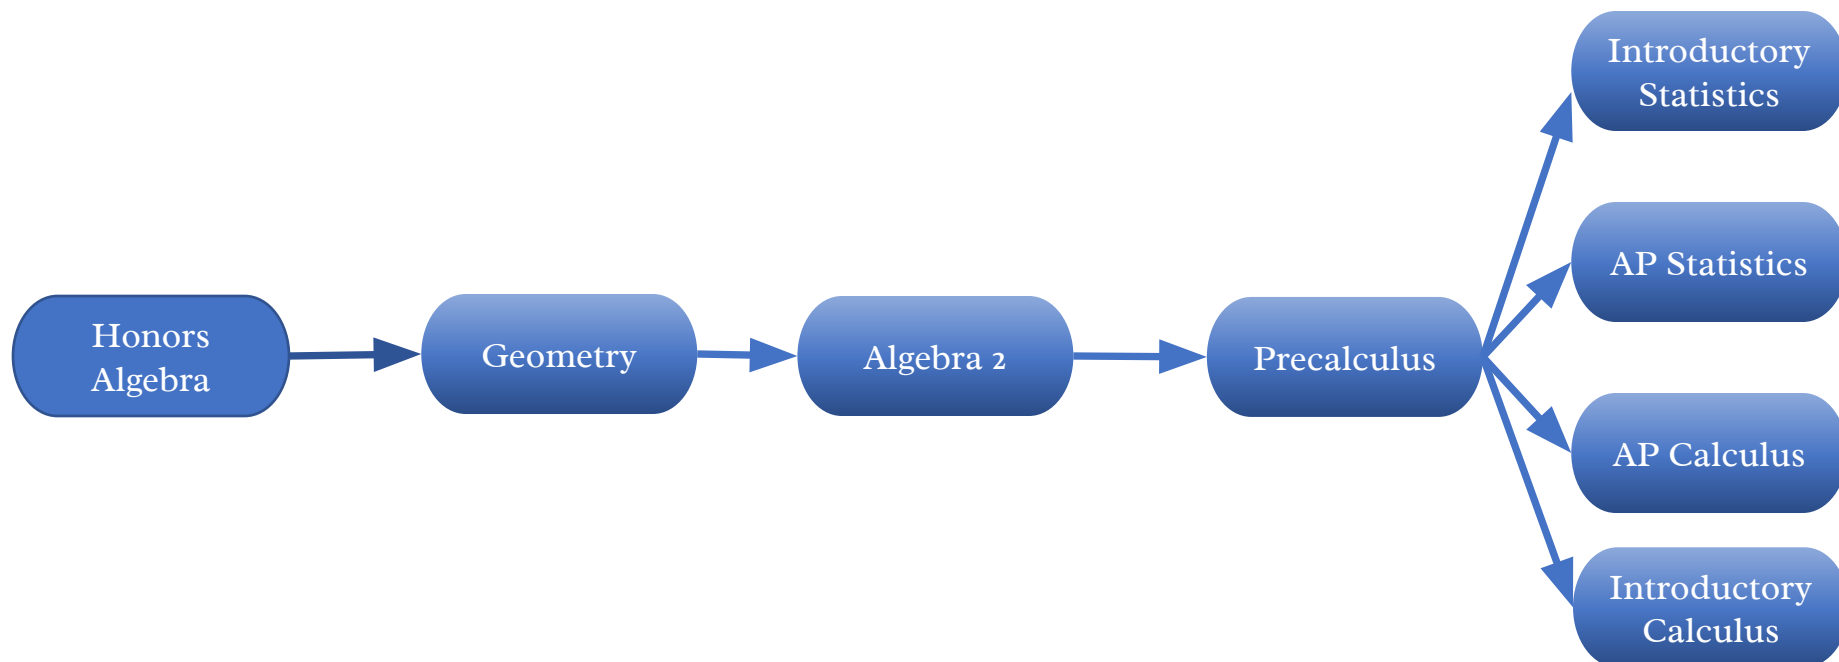 Honors
Algebra
Geometry
Algebra 2
Precalculus
Introductory
Statistics
AP Statistics
AP Calculus
Introductory
Calculus